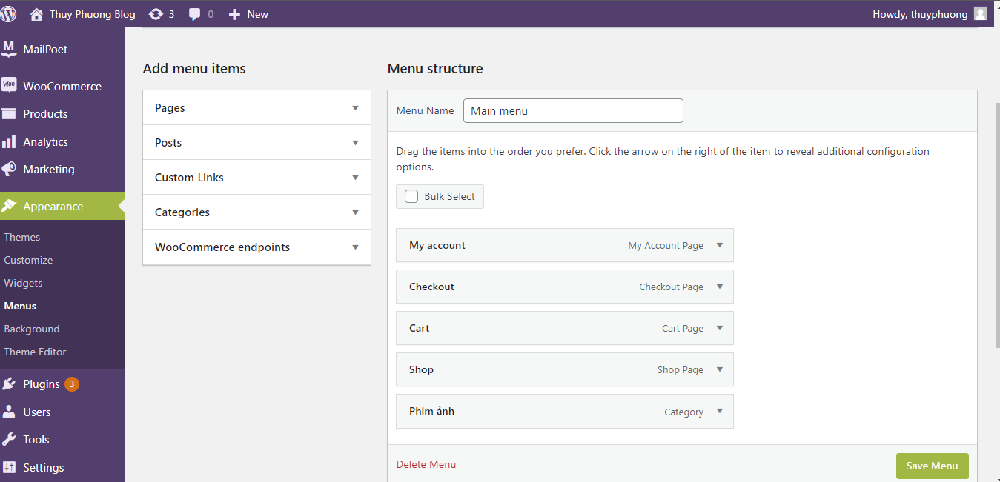 Thuy Phuong Blog
3
0
New
Howdy, thuyphuong
MailPoet
WooCommerce
Products
Analytics
Marketing
Appearance
Themes
Customize
Widgets
Menus
Background
Theme Editor
Plugins 3
Users
Tools
Settings
Add menu items
Pages
Posts
Custom Links
Categories
WooCommerce endpoints
Menu structure
Menu Name Main menu
Drag the items into the order you prefer. Click the arrow on the right of the item to reveal additional configuration
options.
Bulk Select
My account My Account Page
Checkout Checkout Page
Cart Cart Page
Shop Shop Page
Phim ảnh Category
Delete Menu
Save Menu